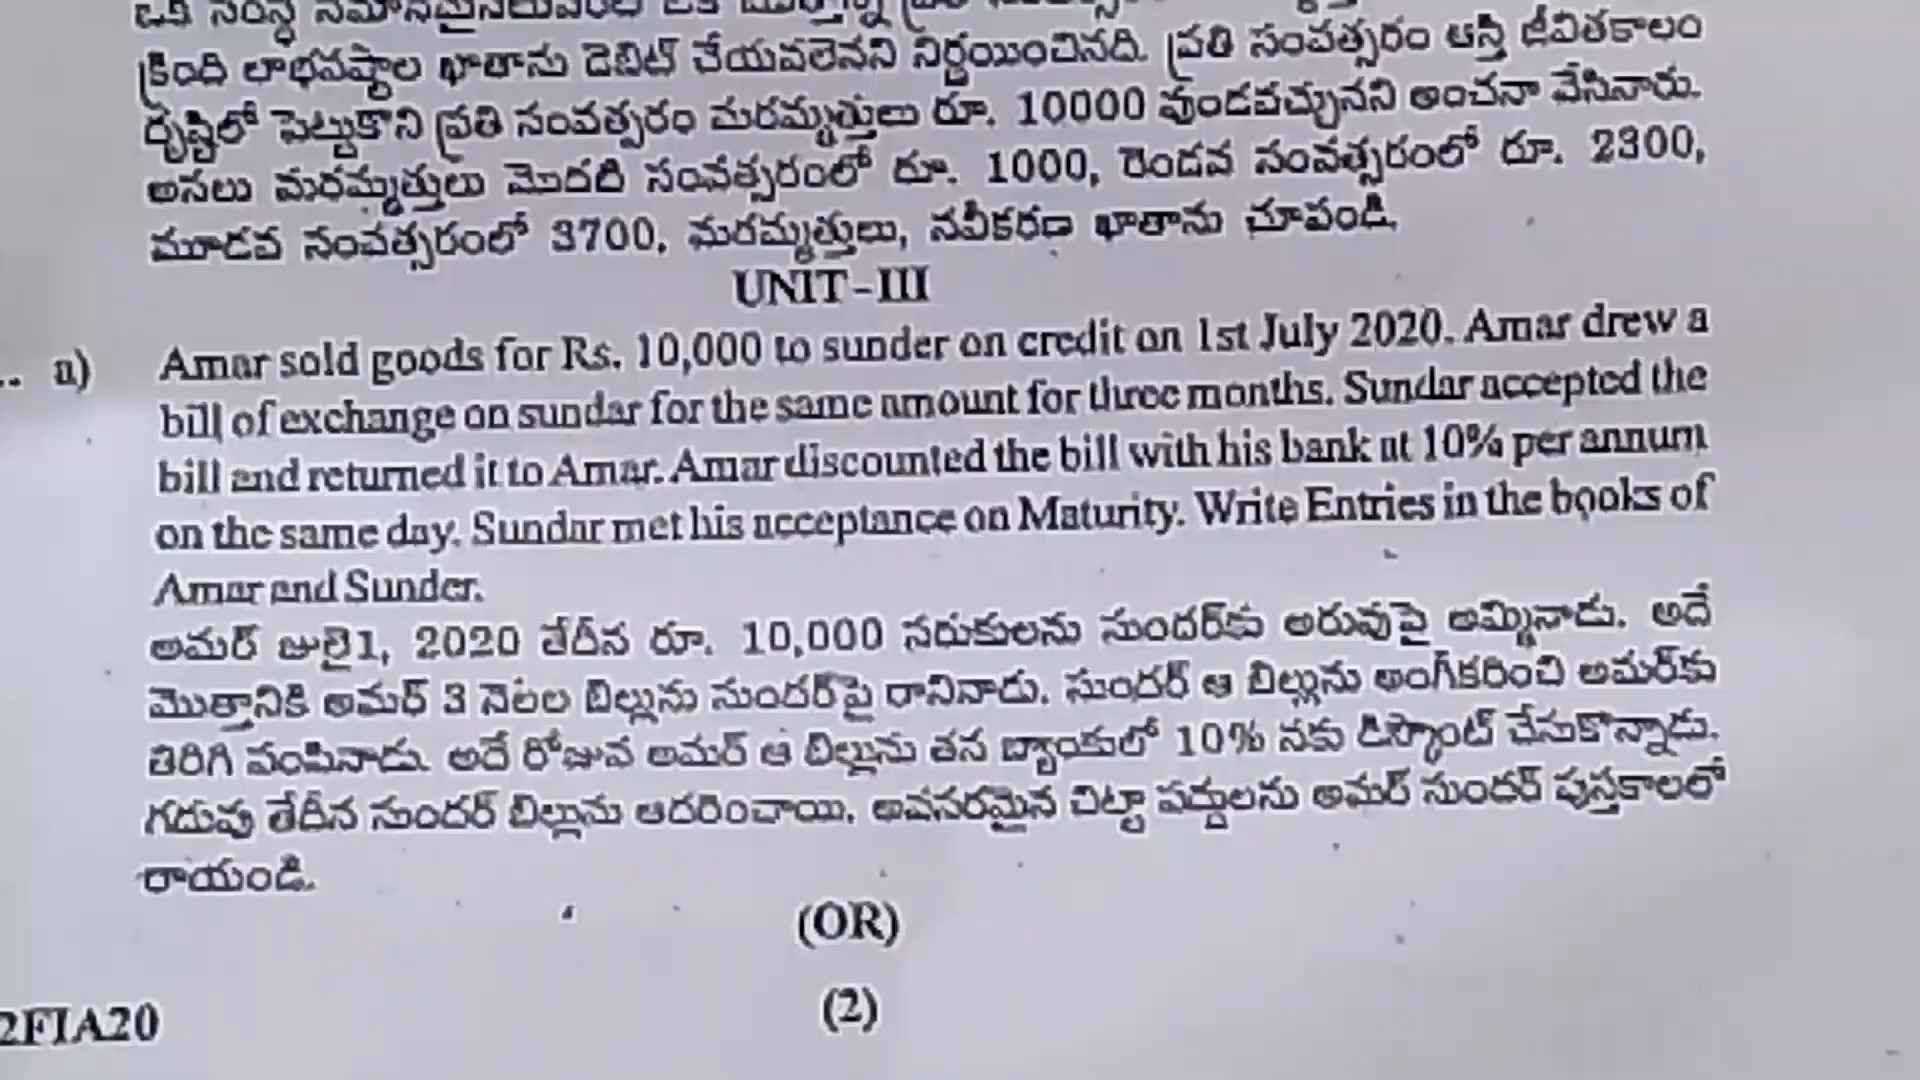 క్రింది లాభనష్టాల ఖాతాను డెబిట్ చేయవలెనని నిర్ణయించినది. ప్రతి సంవత్సరం ఆస్తి జీవితకాలం
దృష్టిలో పెట్టుకొని ప్రతి సంవత్సరం మరమ్మత్తులు రూ. 10000 వుండవచ్చునని అంచనా వేసినారు.
అసలు మరమ్మత్తులు మొదటి సంవత్సరంలో రూ. 1000, రెండవ సంవత్సరంలో రూ. 2300,
మూడవ సంవత్సరంలో 3700, మరమ్మత్తులు, నవీకరణ ఖాతాను చూపండి.
UNIT-III
a) Amar sold goods for Rs. 10,000 to sunder on credit on 1st July 2020. Amar drew a
bill of exchange on sundar for the same amount for three months. Sundar accepted the
bill and returned it to Amar. Amar discounted the bill with his bank at 10% per annum
on the same day. Sundar met his acceptance on Maturity. Write Entries in the books of
Amar and Sunder.
అమర్ జులై1, 2020 తేదీన రూ. 10,000 సరుకులను సుందర్‌కు అరువుపై అమ్మినాడు. అదే
మొత్తానికి అమర్ 3 నెలల బిల్లును సుందర్‌పై రాసినాడు. సుందర్ ఆ బిల్లును అంగీకరించి అమర్‌కు
తిరిగి పంపినాడు. అదే రోజువ అమర్ ఆ బిల్లును తన బ్యాంకులో 10% నకు డిస్కౌంట్ చేసుకొన్నాడు.
గడువు తేదీన సుందర్ బిల్లును ఆదరించాయి. అవసరమైన చిట్టా పద్దులను అమర్ సుందర్ పుస్తకాలలో
రాయండి.
(OR)
(2)
2FIA20